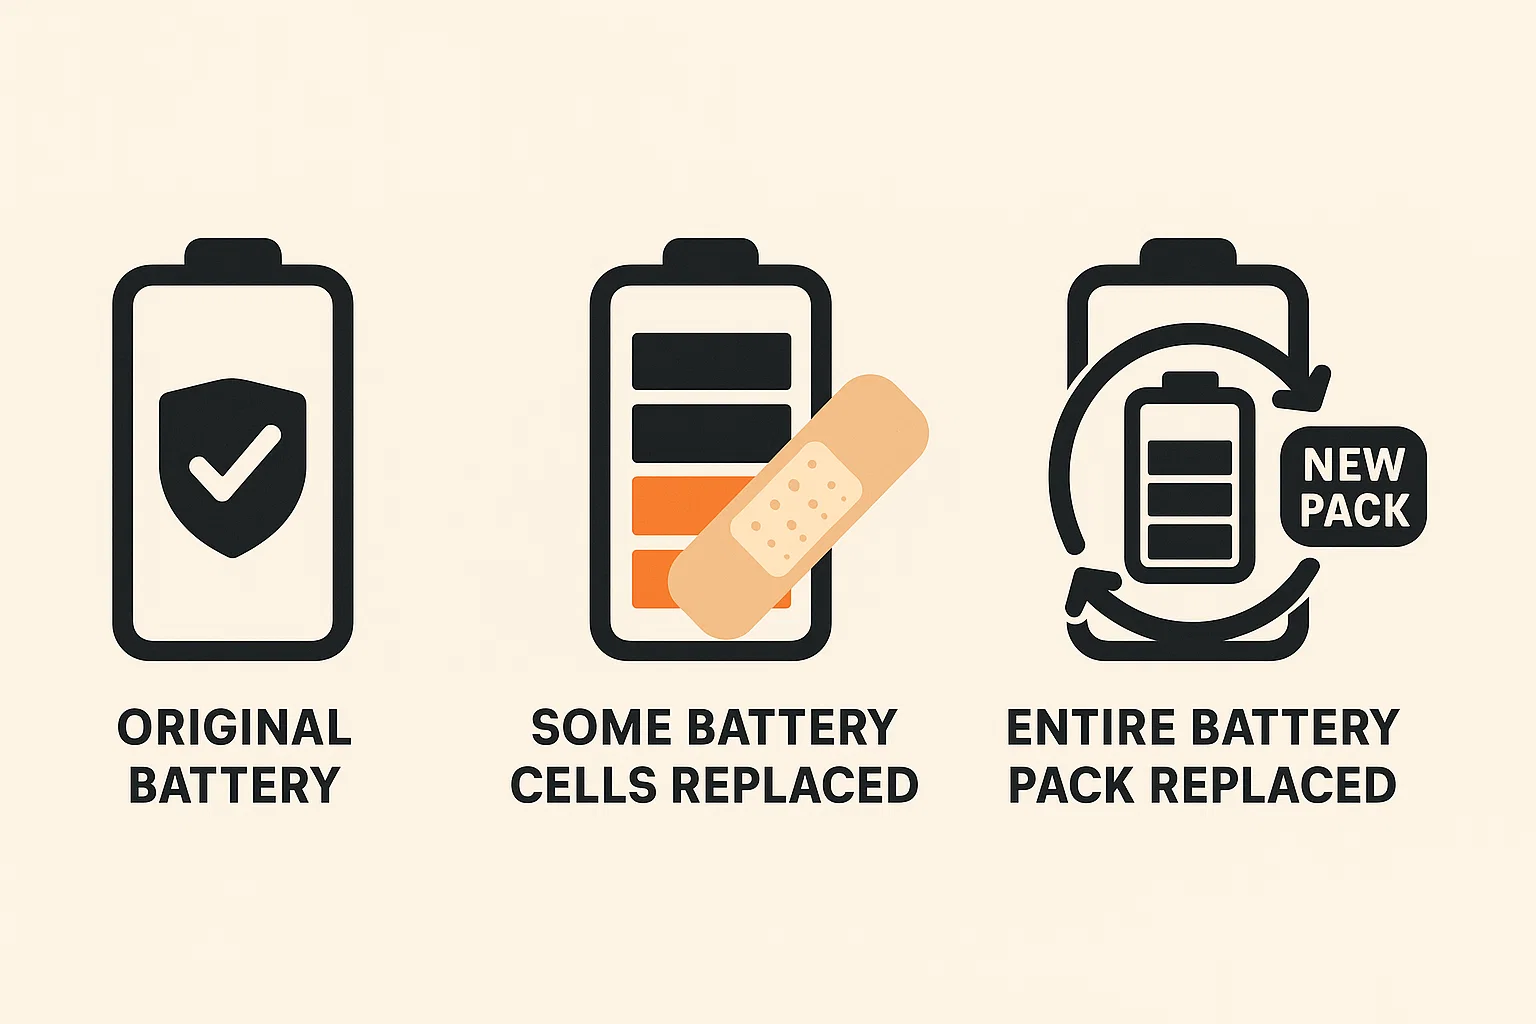 NEW
PACK
ORIGINAL
BATTERY
SOME BATTERY
CELLS REPLACED
ENTIRE BATTERY
PACK REPLACED